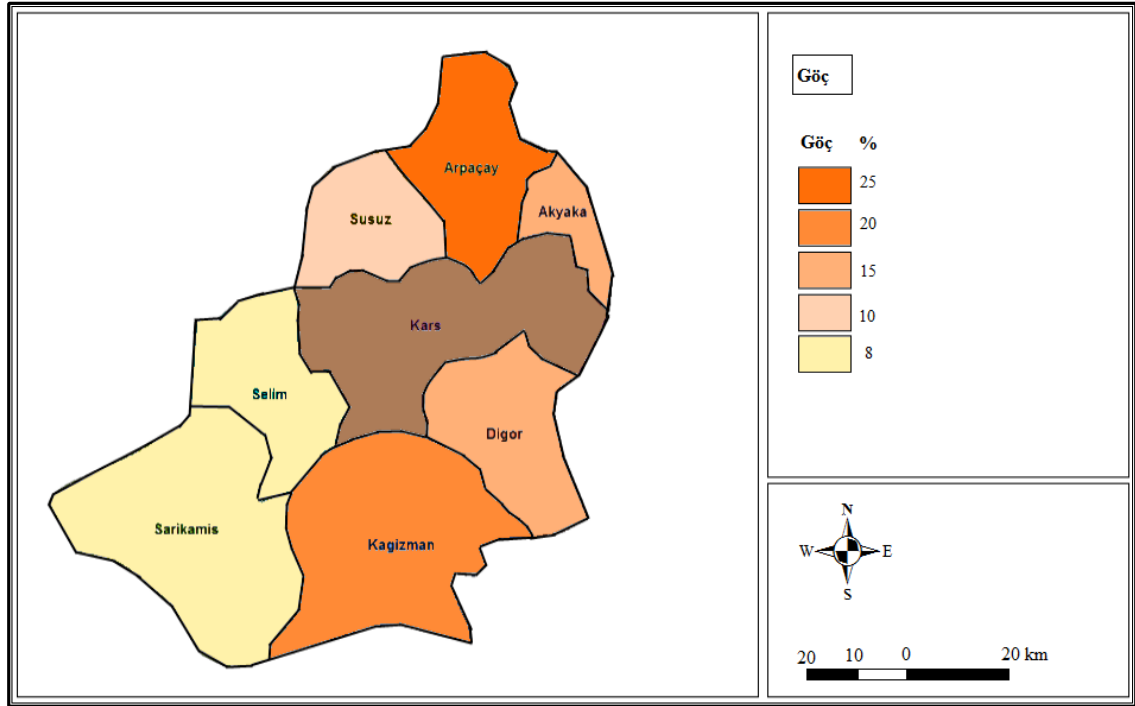 Arpaçay
Susuz
Akyaka
Kars
Selim
Digor
Sarikamis
Kagizman
Göç
Göç %
25
20
15
10
8
N
W E
S
20 10 0 20 km